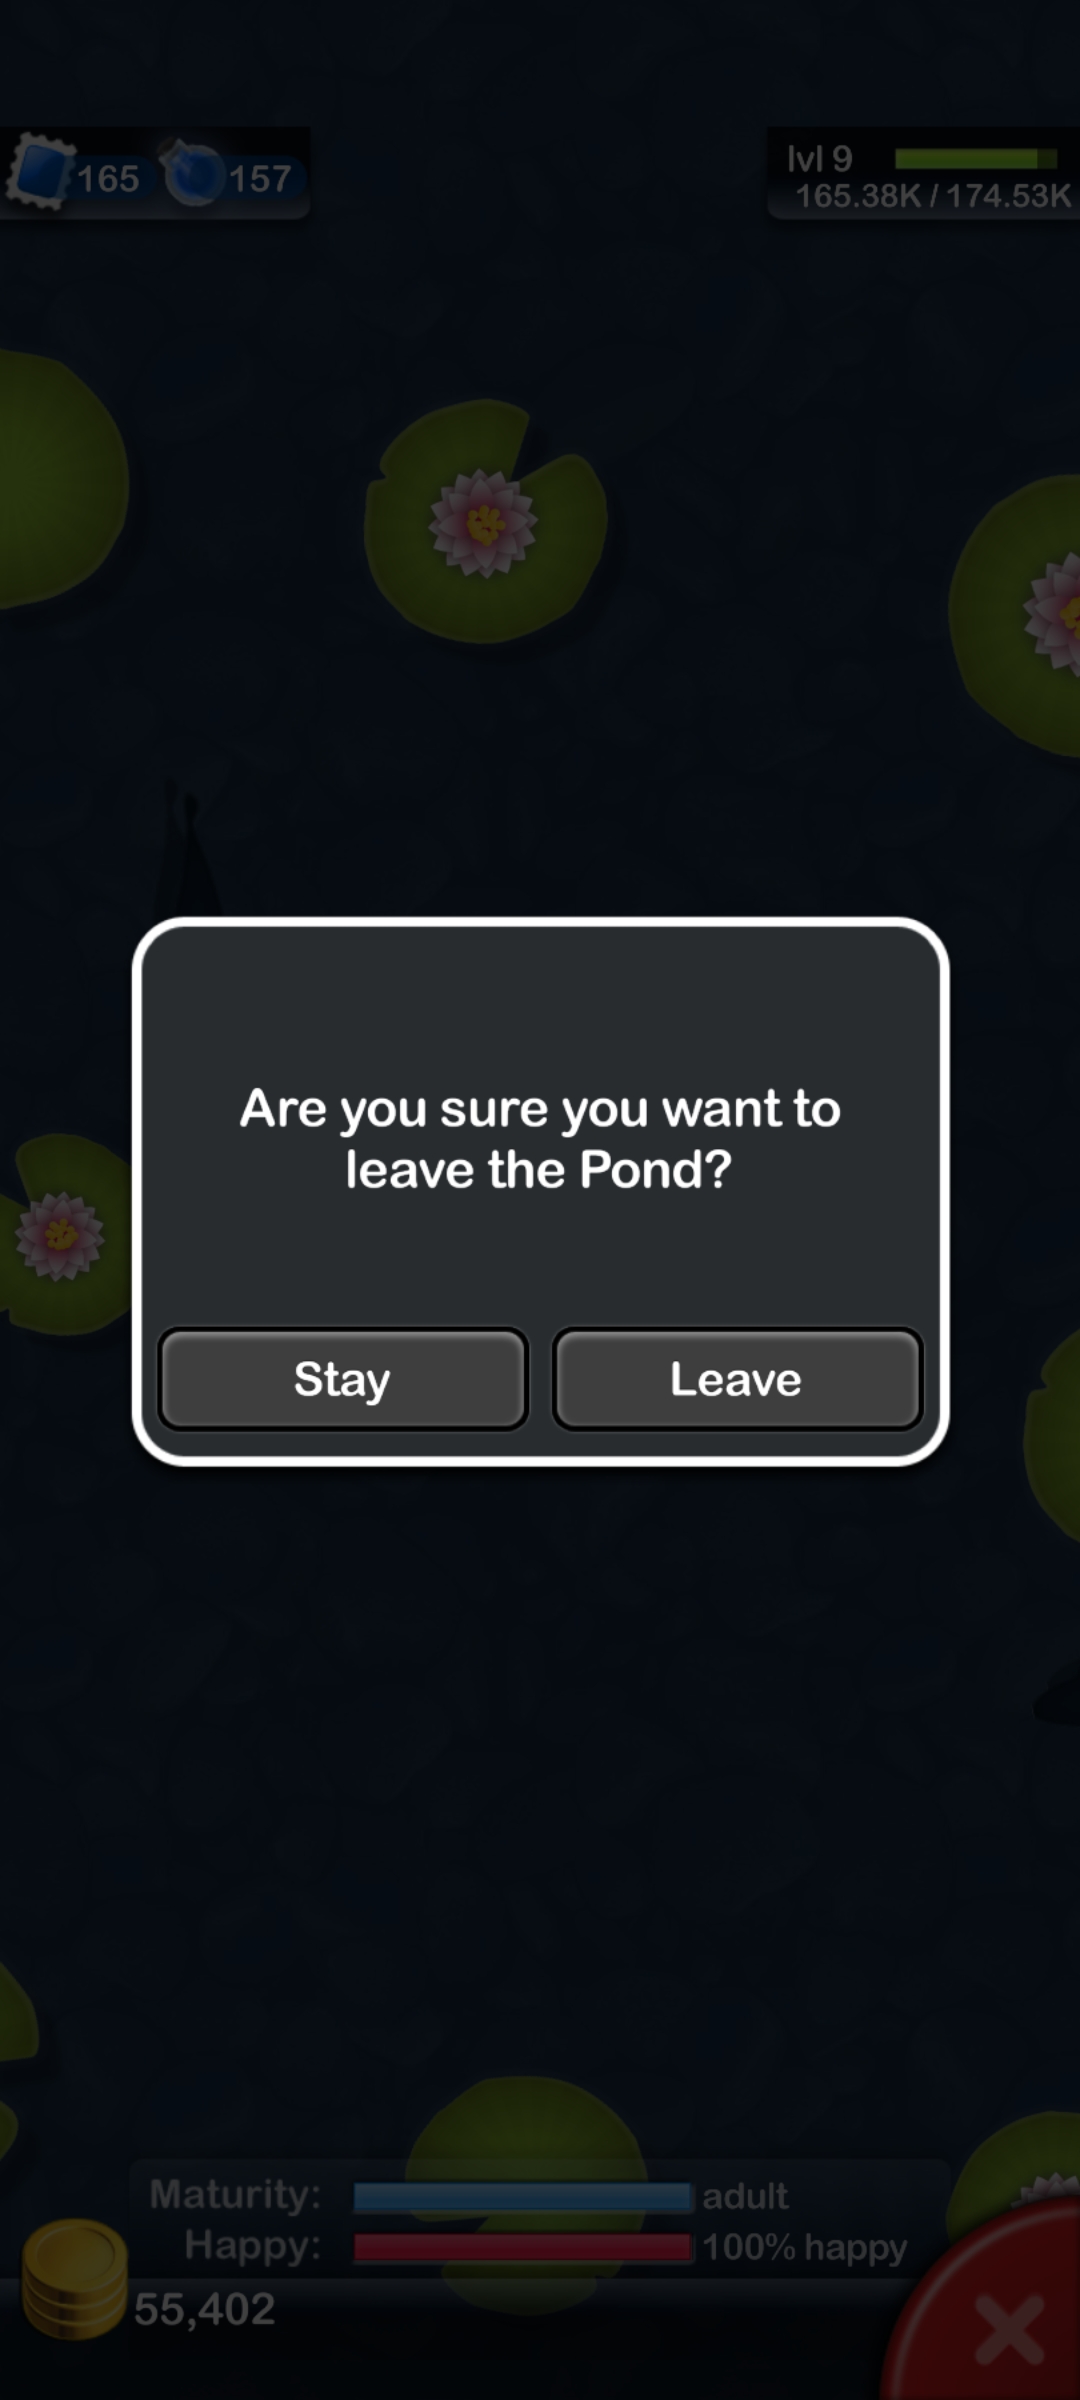 165 157
lvl 9
165.38K / 174.53K
Are you sure you want to
leave the Pond?
Stay Leave
Maturity: adult
Happy: 100% happy
55,402